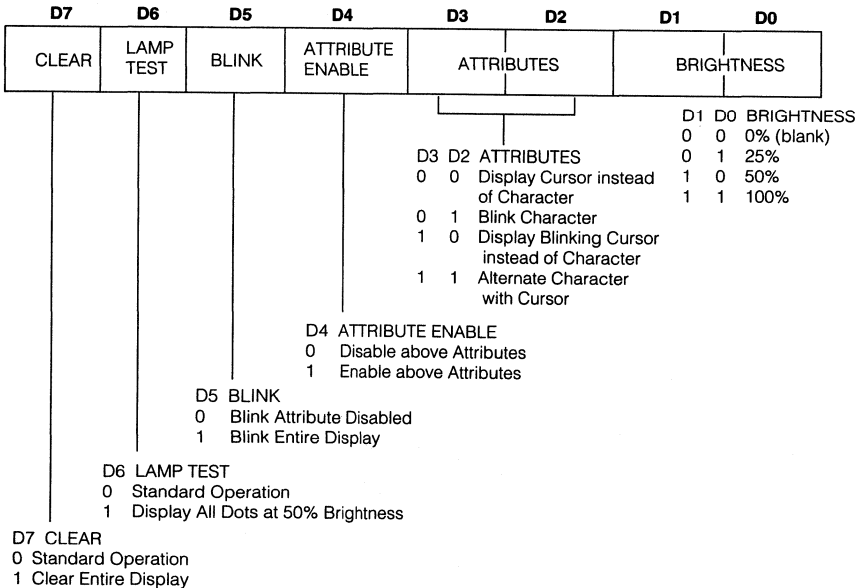 D7 D6 D5 D4 D3 D2 D1 D0
CLEAR
LAMP
TEST
BLINK
ATTRIBUTE
ENABLE
ATTRIBUTES
BRIGHTNESS
D1 D0 BRIGHTNESS
0 0 0% (blank)
0 1 25%
1 0 50%
1 1 100%
D3 D2 ATTRIBUTES
0 0 Display Cursor instead
of Character
0 1 Blink Character
1 0 Display Blinking Cursor
instead of Character
1 1 Alternate Character
with Cursor
D4 ATTRIBUTE ENABLE
0 Disable above Attributes
1 Enable above Attributes
D5 BLINK
0 Blink Attribute Disabled
1 Blink Entire Display
D6 LAMP TEST
0 Standard Operation
1 Display All Dots at 50% Brightness
D7 CLEAR
0 Standard Operation
1 Clear Entire Display